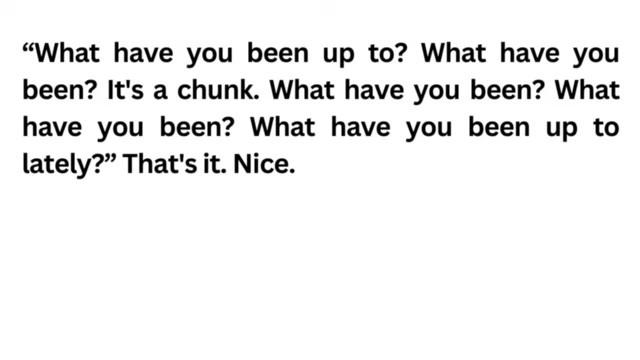 “What have you been up to? What have you
been? It's a chunk. What have you been? What
have you been? What have you been up to
lately?” That's it. Nice.